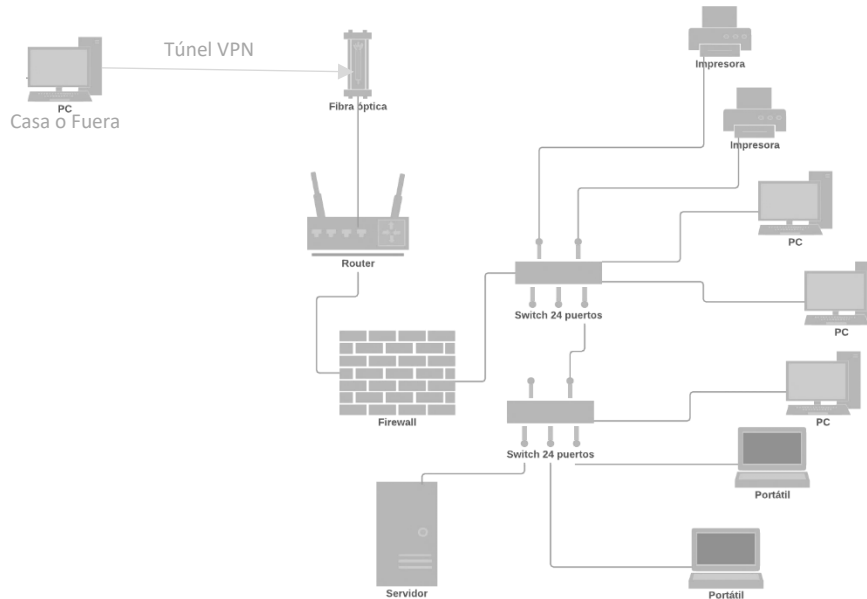 Túnel VPN
Impresora
PC
Casa o Fuera
Fibra óptica
Impresora
PC
Router
Switch 24 puertos
PC
Firewall
PC
Switch 24 puertos
Portátil
Servidor
Portátil